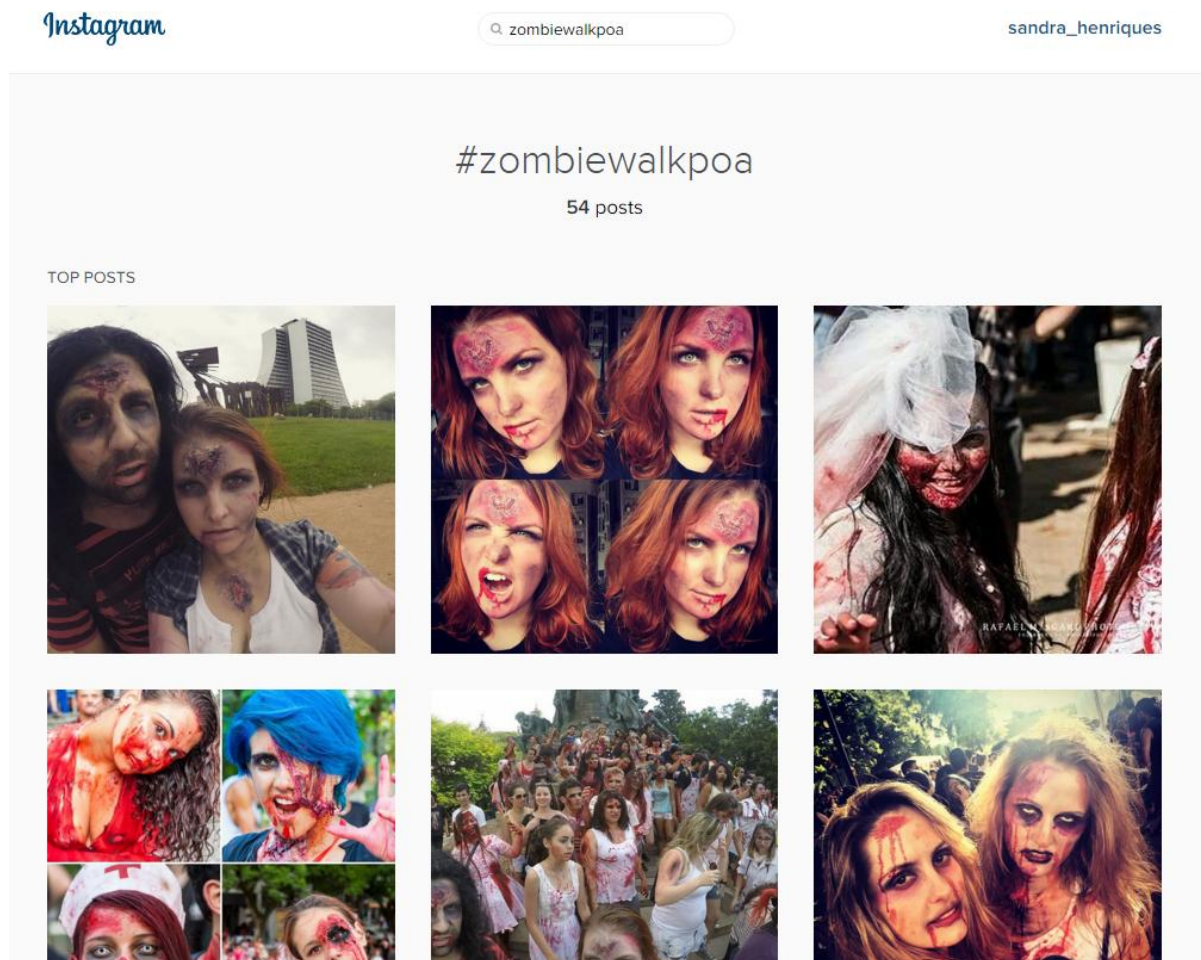 Instagram
zombiewalkpoa
sandra_henriques
#zombiewalkpoa
54 posts
TOP POSTS